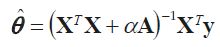 θ̂ = (XᵀX + αA)⁻¹Xᵀy